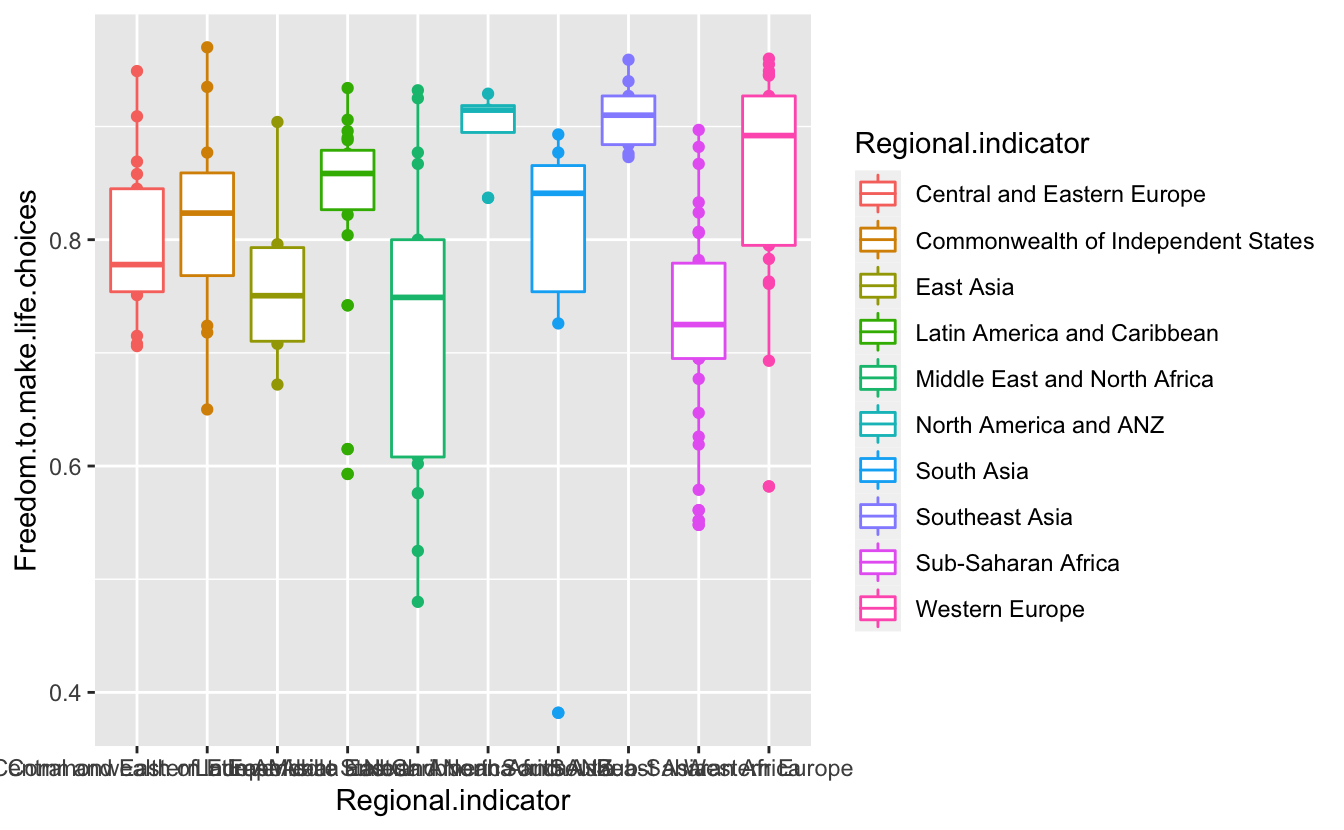 Freedom.to.make.life.choices
0.8
0.6
0.4
Regional.indicator
Regional.indicator
Central and Eastern Europe
Commonwealth of Independent States
East Asia
Latin America and Caribbean
Middle East and North Africa
North America and ANZ
South Asia
Southeast Asia
Sub-Saharan Africa
Western Europe